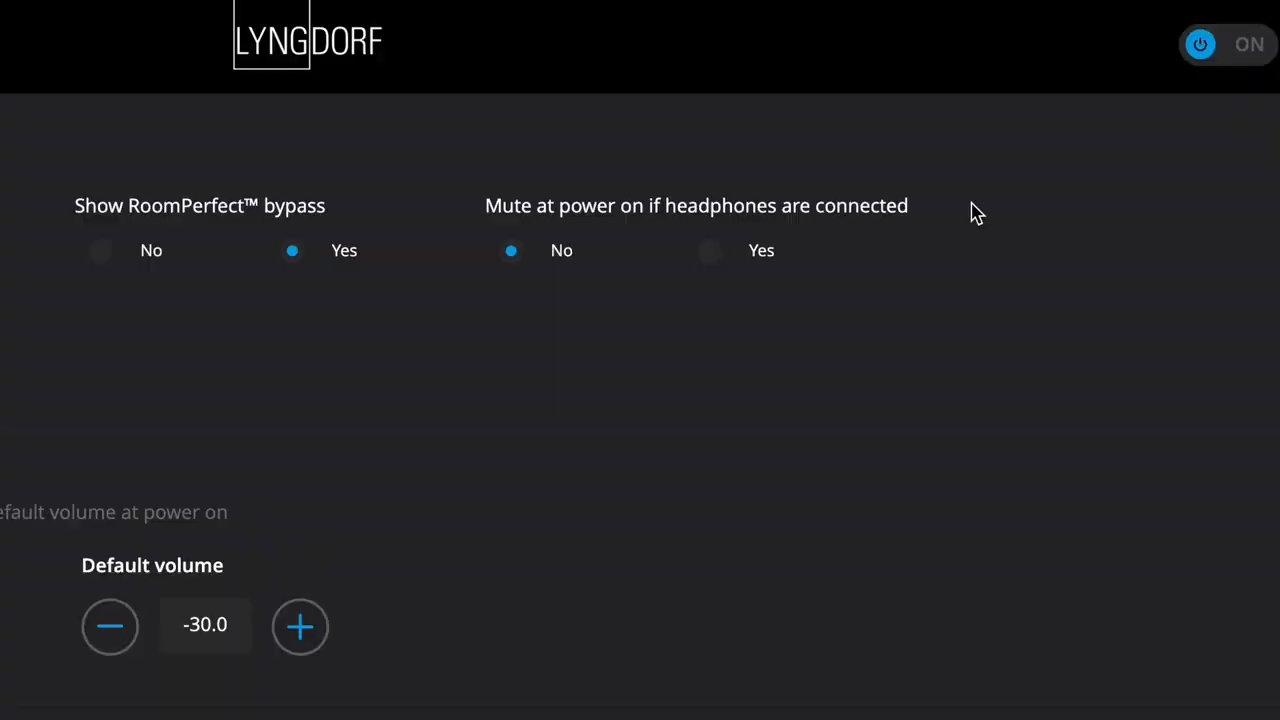 LYNGDORF
ON
Show RoomPerfect™ bypass
Mute at power on if headphones are connected
No
Yes
No
Yes
efault volume at power on
Default volume
-30.0